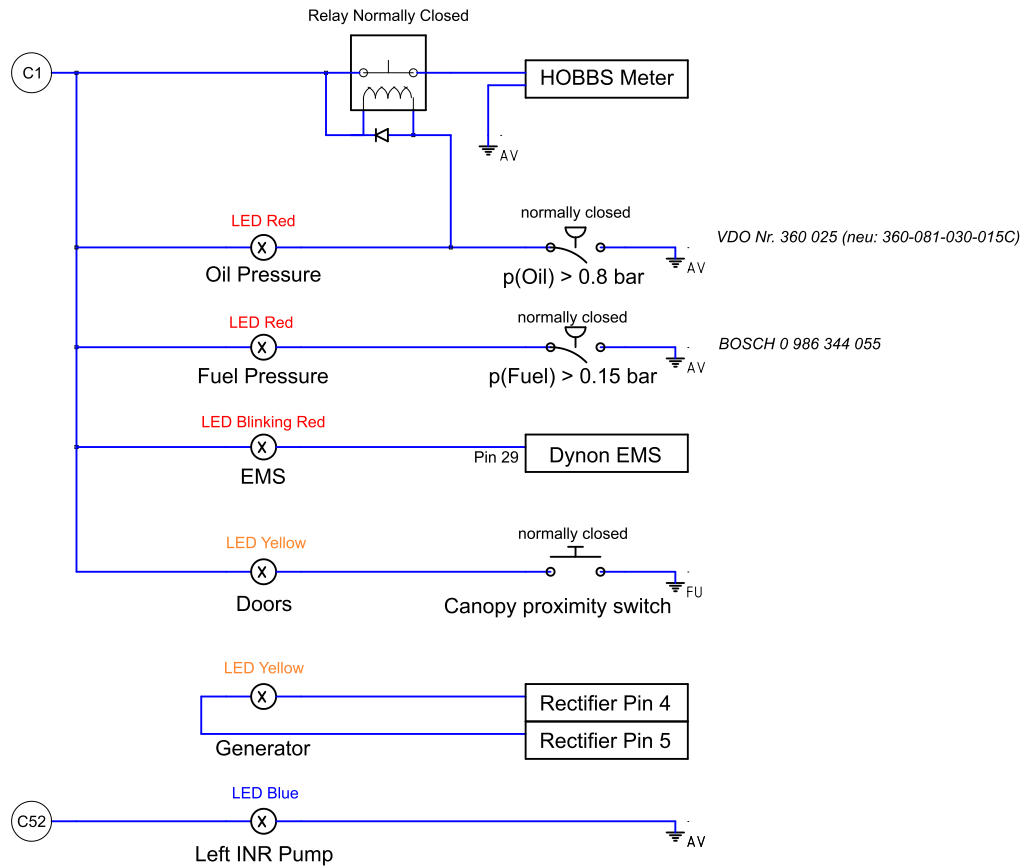 Relay Normally Closed
C1
HOBBS Meter
AV
LED Red
normally closed
VDO Nr. 360 025 (neu: 360-081-030-015C)
Oil Pressure
p(Oil) > 0.8 bar
AV
LED Red
normally closed
BOSCH 0 986 344 055
Fuel Pressure
p(Fuel) > 0.15 bar
AV
LED Blinking Red
Pin 29
Dynon EMS
EMS
LED Yellow
normally closed
Doors
Canopy proximity switch
FU
LED Yellow
Rectifier Pin 4
Generator
Rectifier Pin 5
LED Blue
C52
AV
Left INR Pump